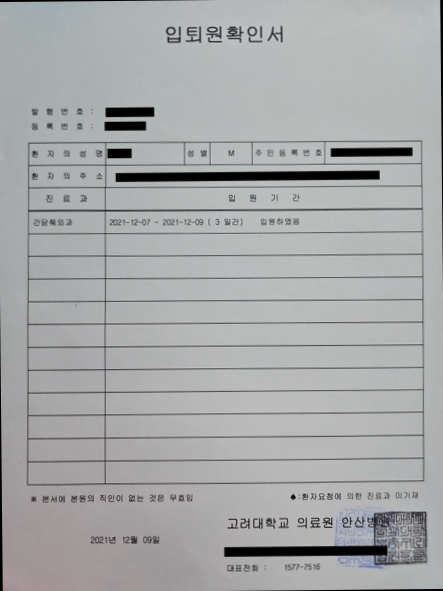 입퇴원확인서
발 행 번 호 :
등 록 번 호 :
환 자 의 성 명 성 별 M 주 민 등 록 번 호
환 자 의 주 소
진 료 과 입 원 기 간
간담췌외과 2021-12-07 - 2021-12-09 ( 3 일간) 입원하였음
※ 본서에 본원의 직인이 없는 것은 무효임 ♠:환자요청에 의한 진료과 미기재
고려대학교 의료원 안산병원
2021년 12월 09일
대표전화 : 1577-7516